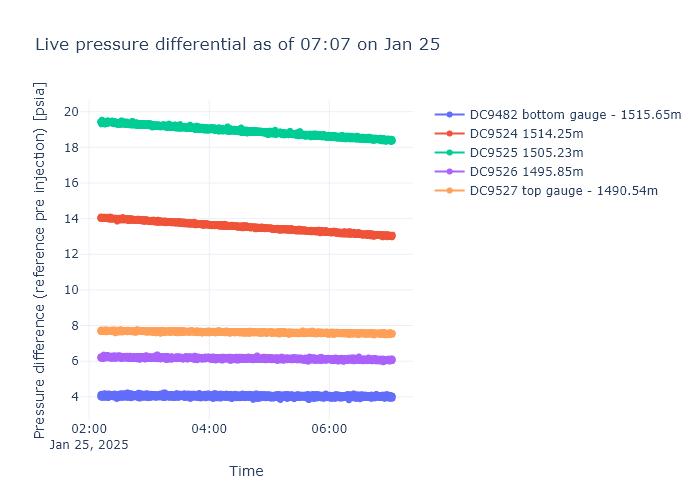 Live pressure differential as of 07:07 on Jan 25
Pressure difference (reference pre injection) [psia]
20
18
16
14
12
10
8
6
4
02:00
04:00
06:00
Jan 25, 2025
Time
DC9482 bottom gauge - 1515.65m
DC9524 1514.25m
DC9525 1505.23m
DC9526 1495.85m
DC9527 top gauge - 1490.54m